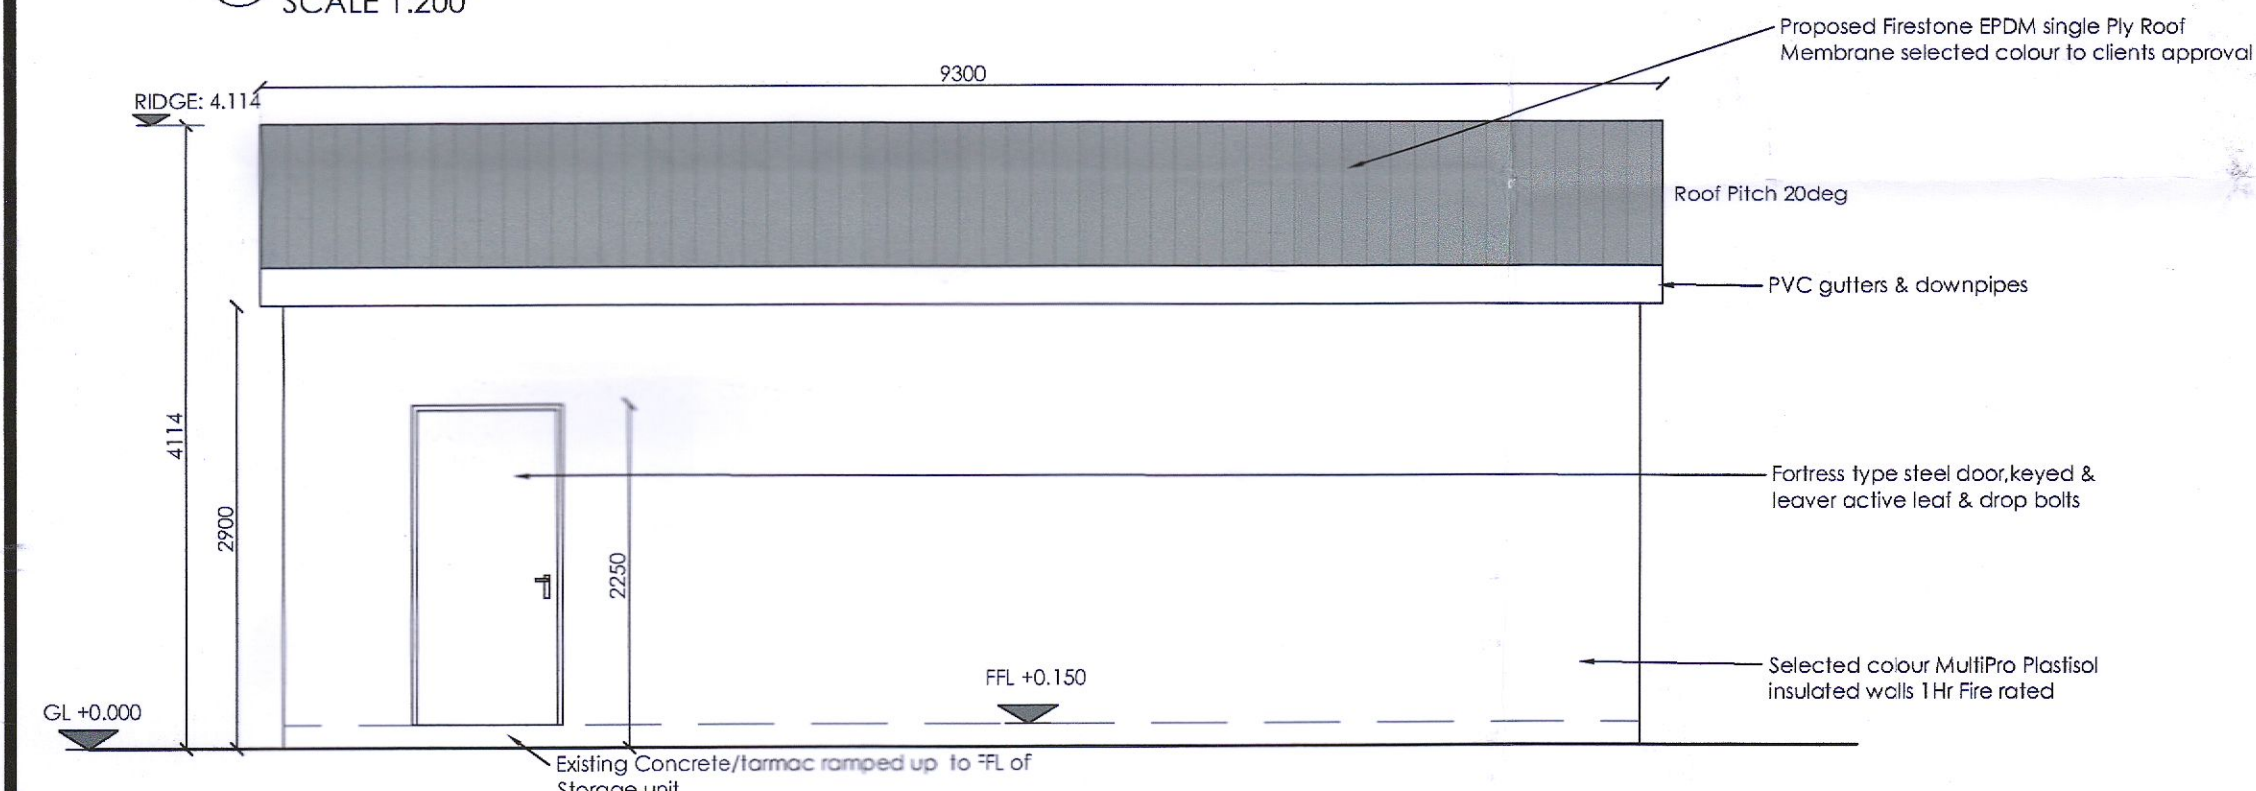 SCALE 1:200
Proposed Firestone EPDM single Ply Roof
Membrane selected colour to clients approval
9300
RIDGE: 4.114
Roof Pitch 20deg
PVC gutters & downpipes
4114
2900
2250
Fortress type steel door,keyed &
leaver active leaf & drop bolts
FFL +0.150
Selected colour MultiPro Plastisol
insulated walls 1Hr Fire rated
GL +0.000
Existing Concrete/tarmac ramped up to FFL of
Storage unit